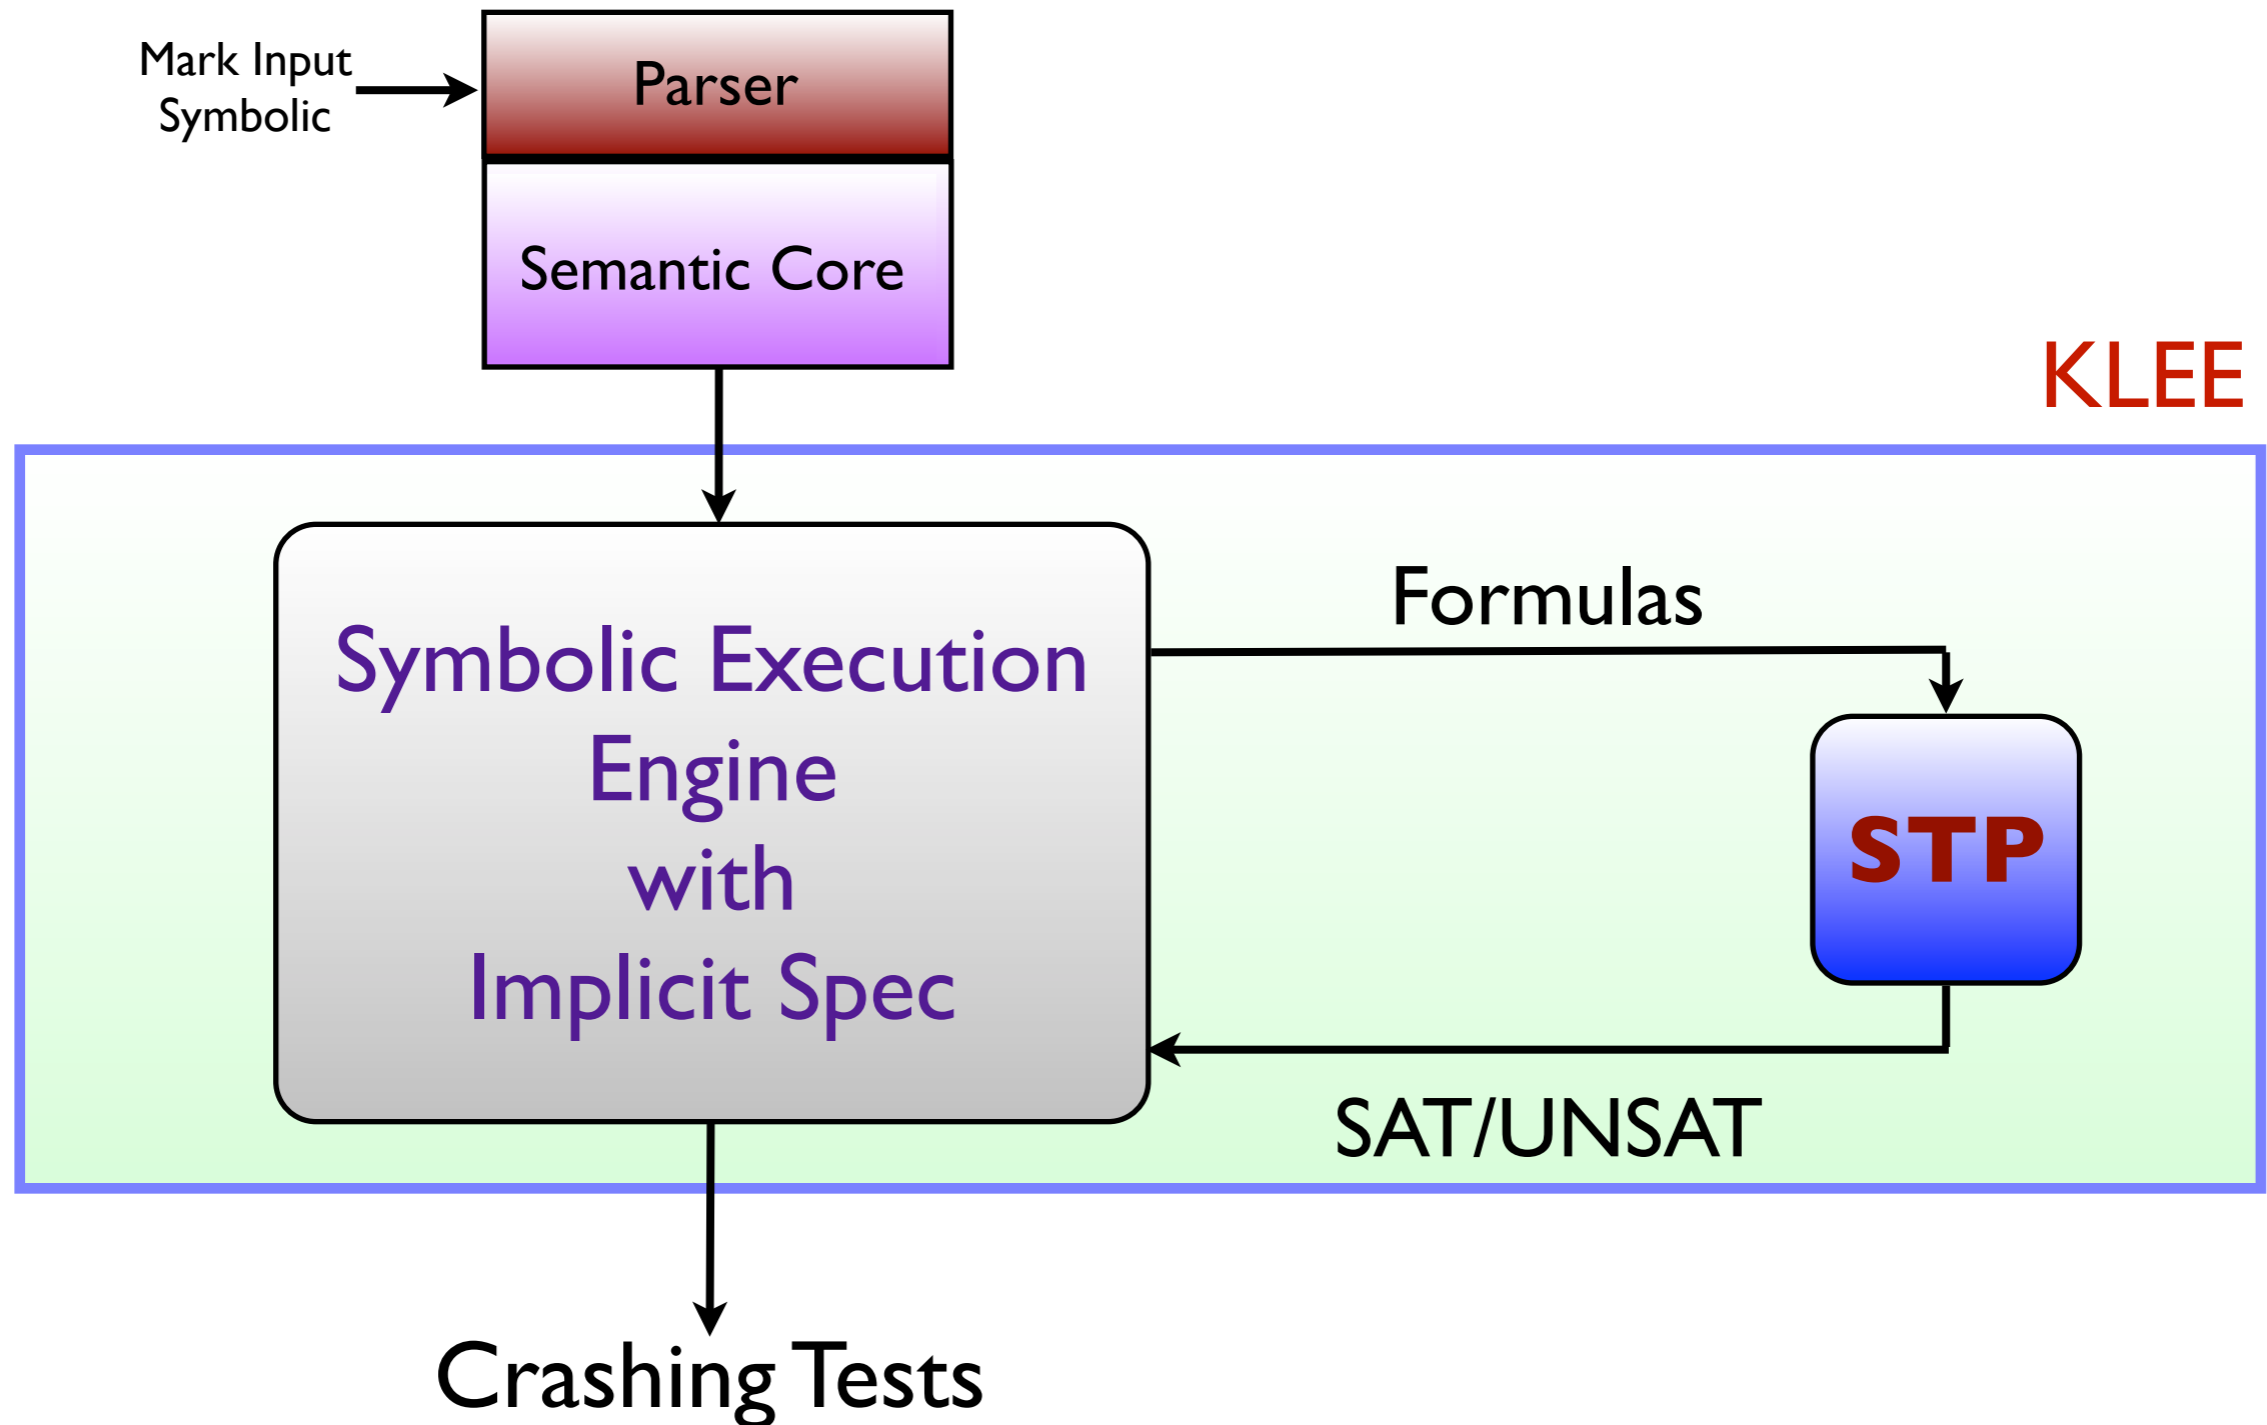 Mark Input
Symbolic
Parser
Semantic Core
KLEE
Symbolic Execution
Engine
with
Implicit Spec
Formulas
STP
SAT/UNSAT
Crashing Tests